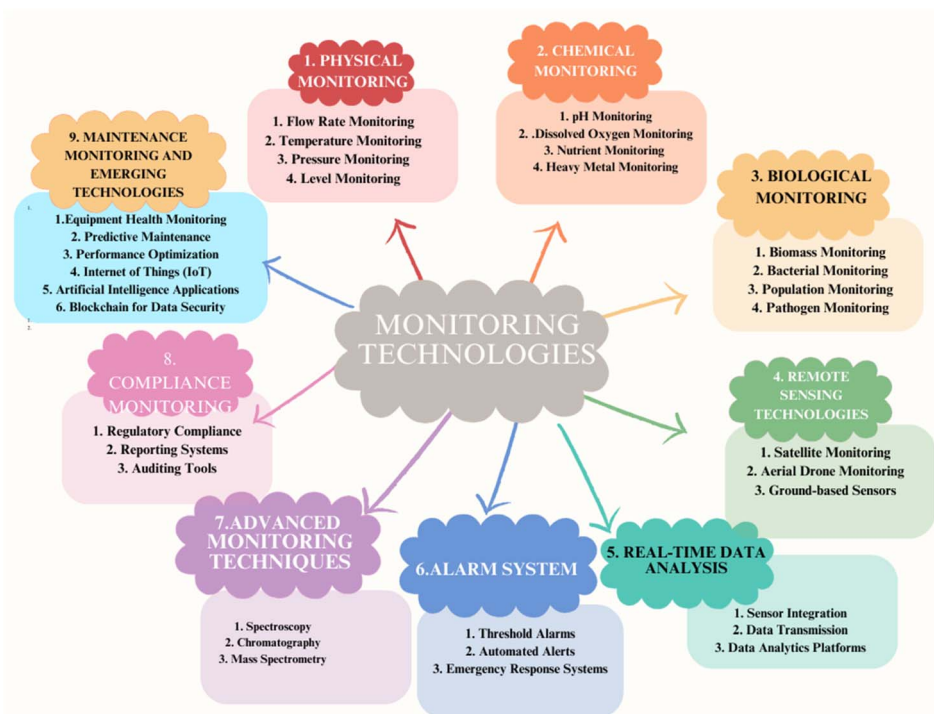 MONITORING
TECHNOLOGIES
1. PHYSICAL
MONITORING
1. Flow Rate Monitoring
2. Temperature Monitoring
3. Pressure Monitoring
4. Level Monitoring
2. CHEMICAL
MONITORING
1. pH Monitoring
2. .Dissolved Oxygen Monitoring
3. Nutrient Monitoring
4. Heavy Metal Monitoring
3. BIOLOGICAL
MONITORING
1. Biomass Monitoring
2. Bacterial Monitoring
3. Population Monitoring
4. Pathogen Monitoring
4. REMOTE
SENSING
TECHNOLOGIES
1. Satellite Monitoring
2. Aerial Drone Monitoring
3. Ground-based Sensors
5. REAL-TIME DATA
ANALYSIS
1. Sensor Integration
2. Data Transmission
3. Data Analytics Platforms
6.ALARM SYSTEM
1. Threshold Alarms
2. Automated Alerts
3. Emergency Response Systems
7.ADVANCED
MONITORING
TECHNIQUES
1. Spectroscopy
2. Chromatography
3. Mass Spectrometry
8.
COMPLIANCE
MONITORING
1. Regulatory Compliance
2. Reporting Systems
3. Auditing Tools
9. MAINTENANCE
MONITORING AND
EMERGING
TECHNOLOGIES
1.
1.Equipment Health Monitoring
2. Predictive Maintenance
3. Performance Optimization
4. Internet of Things (IoT)
5. Artificial Intelligence Applications
6. Blockchain for Data Security
1.
2.